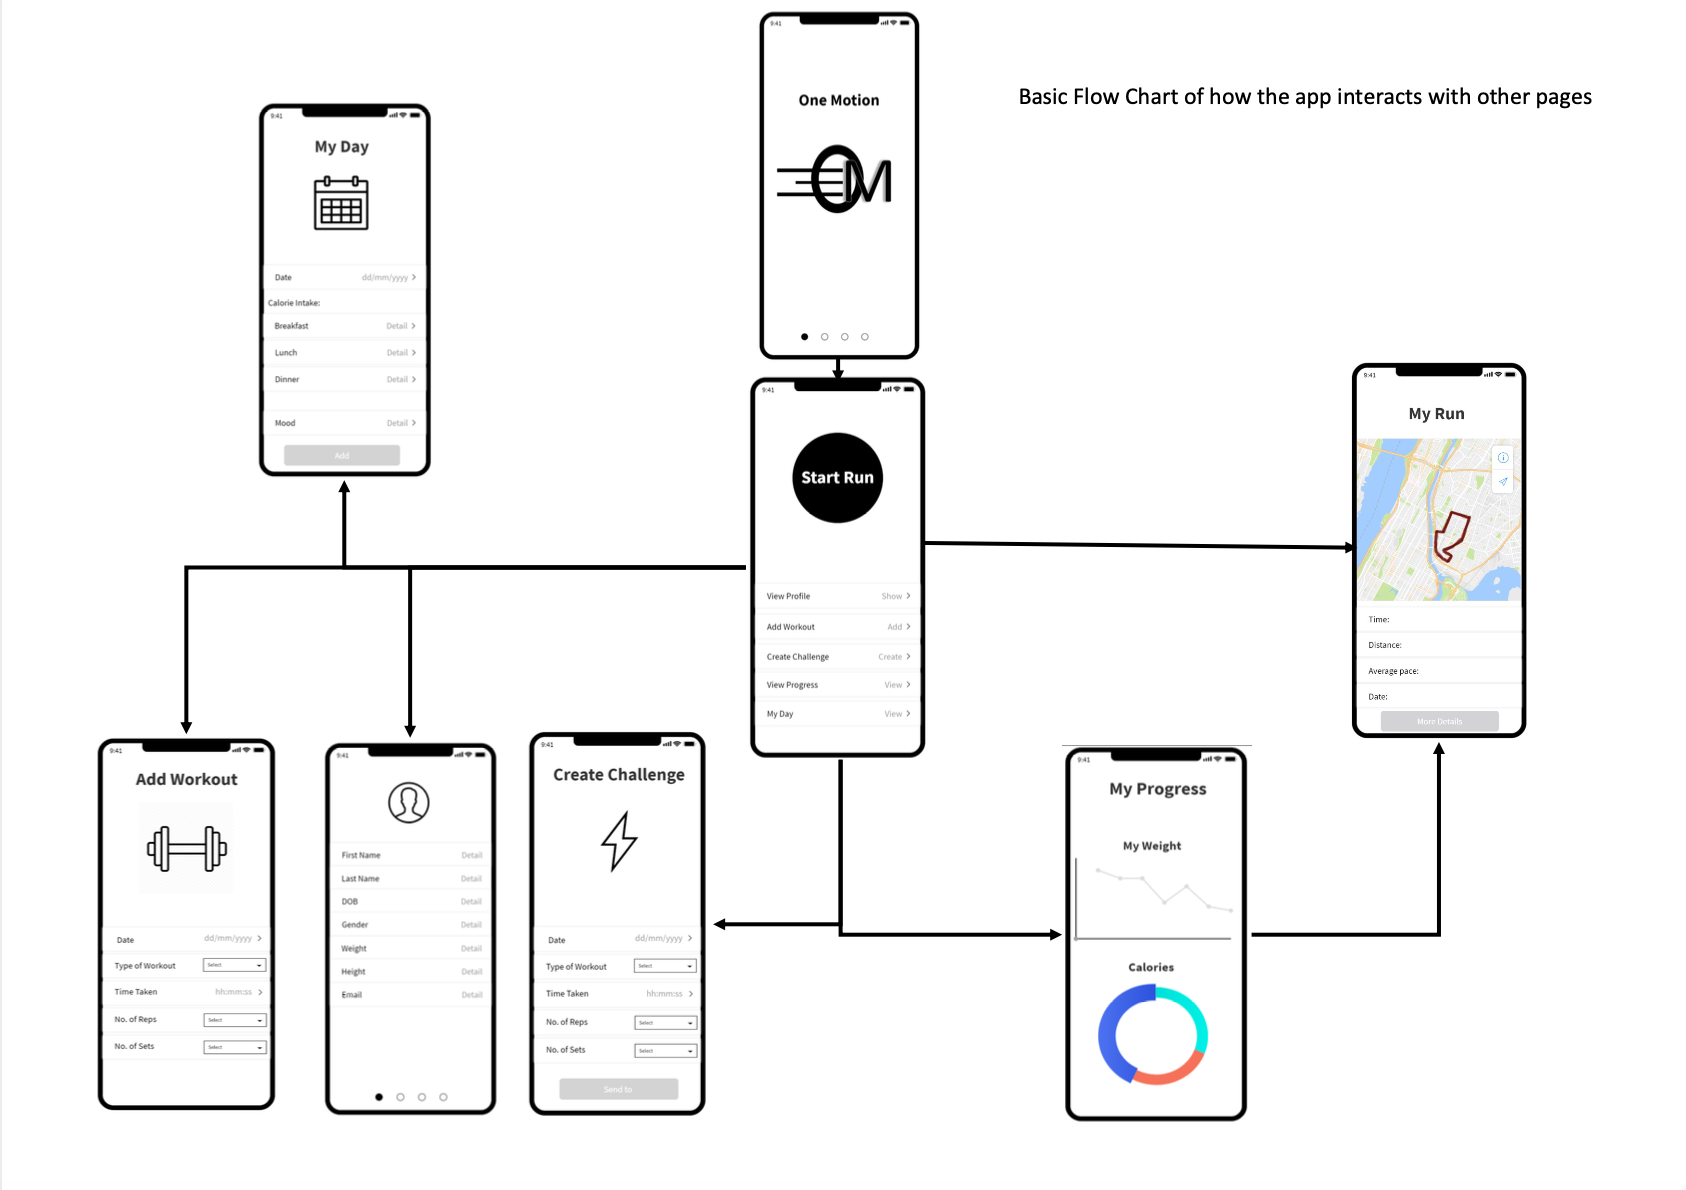 Basic Flow Chart of how the app interacts with other pages
9:41
One Motion
OM
9:41
My Day
Date dd/mm/yyyy
Calorie Intake:
Breakfast Detail
Lunch Detail
Dinner Detail
Mood Detail
Add
9:41
Start Run
View Profile Show
Add Workout Add
Create Challenge Create
View Progress View
My Day View
9:41
My Run
Time:
Distance:
Average pace:
Date:
More Details
9:41
Add Workout
Date dd/mm/yyyy
Type of Workout Select
Time Taken hh:mm:ss
No. of Reps Select
No. of Sets Select
9:41
First Name Detail
Last Name Detail
DOB Detail
Gender Detail
Weight Detail
Height Detail
Email Detail
9:41
Create Challenge
Date dd/mm/yyyy
Type of Workout Select
Time Taken hh:mm:ss
No. of Reps Select
No. of Sets Select
Send to
9:41
My Progress
My Weight
Calories